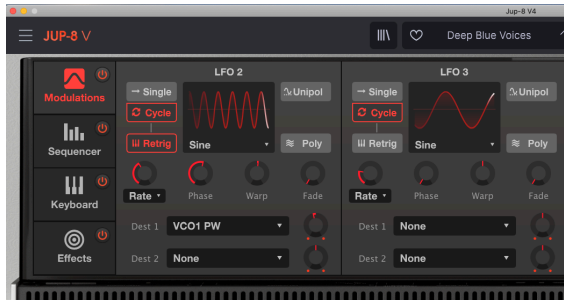 Jup-8 V4
JUP-8 V
Deep Blue Voices
Modulations
Sequencer
Keyboard
Effects
LFO 2
Single
Cycle
Retrig
Sine
Unipol
Poly
Rate
Phase
Warp
Fade
Dest 1
VCO1 PW
Dest 2
None
LFO 3
Single
Cycle
Retrig
Sine
Unipol
Poly
Rate
Phase
Warp
Fade
Dest 1
None
Dest 2
None